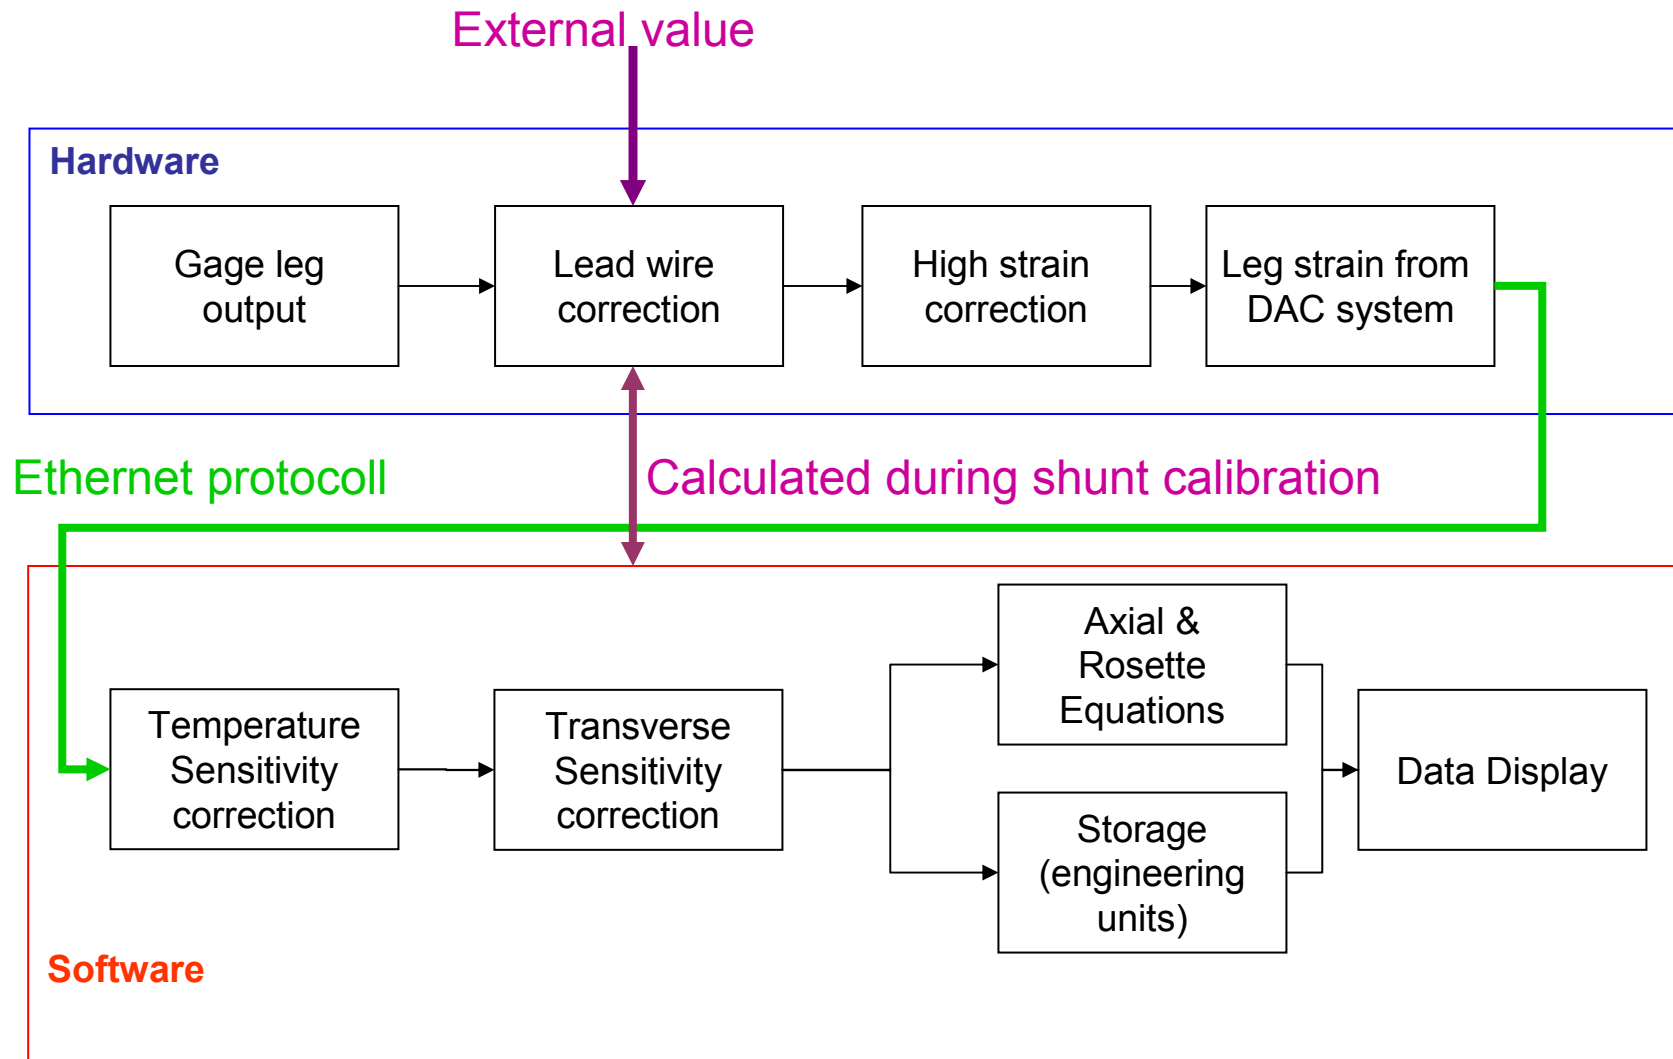 External value
Hardware
Gage leg
output
Lead wire
correction
High strain
correction
Leg strain from
DAC system
Ethernet protocoll
Calculated during shunt calibration
Temperature
Sensitivity
correction
Transverse
Sensitivity
correction
Axial &
Rosette
Equations
Storage
(engineering
units)
Data Display
Software